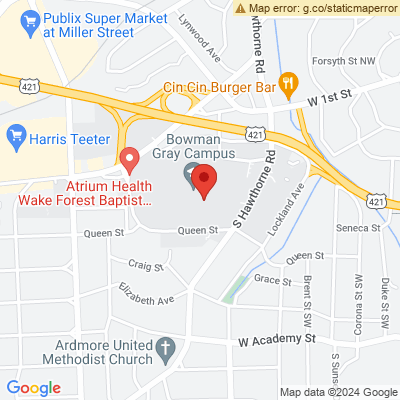 Map error: g.co/staticmaperror
Publix Super Market
at Miller Street
Lynwood Ave
S Hawthorne Rd
Forsyth St NW
421
Cin Cin Burger Bar
W 1st St
Harris Teeter
421
Bowman
Gray Campus
Atrium Health
Wake Forest Baptist...
S Hawthorne Rd
Lockland Ave
Queen St
Queen St
Seneca St
Craig St
Queen St
421
Elizabeth Ave
Grace St
Brent St SW
Corona St SW
Duke St SW
Ardmore United
Methodist Church
W Academy St
S Suns
Google
Map data ©2024 Google